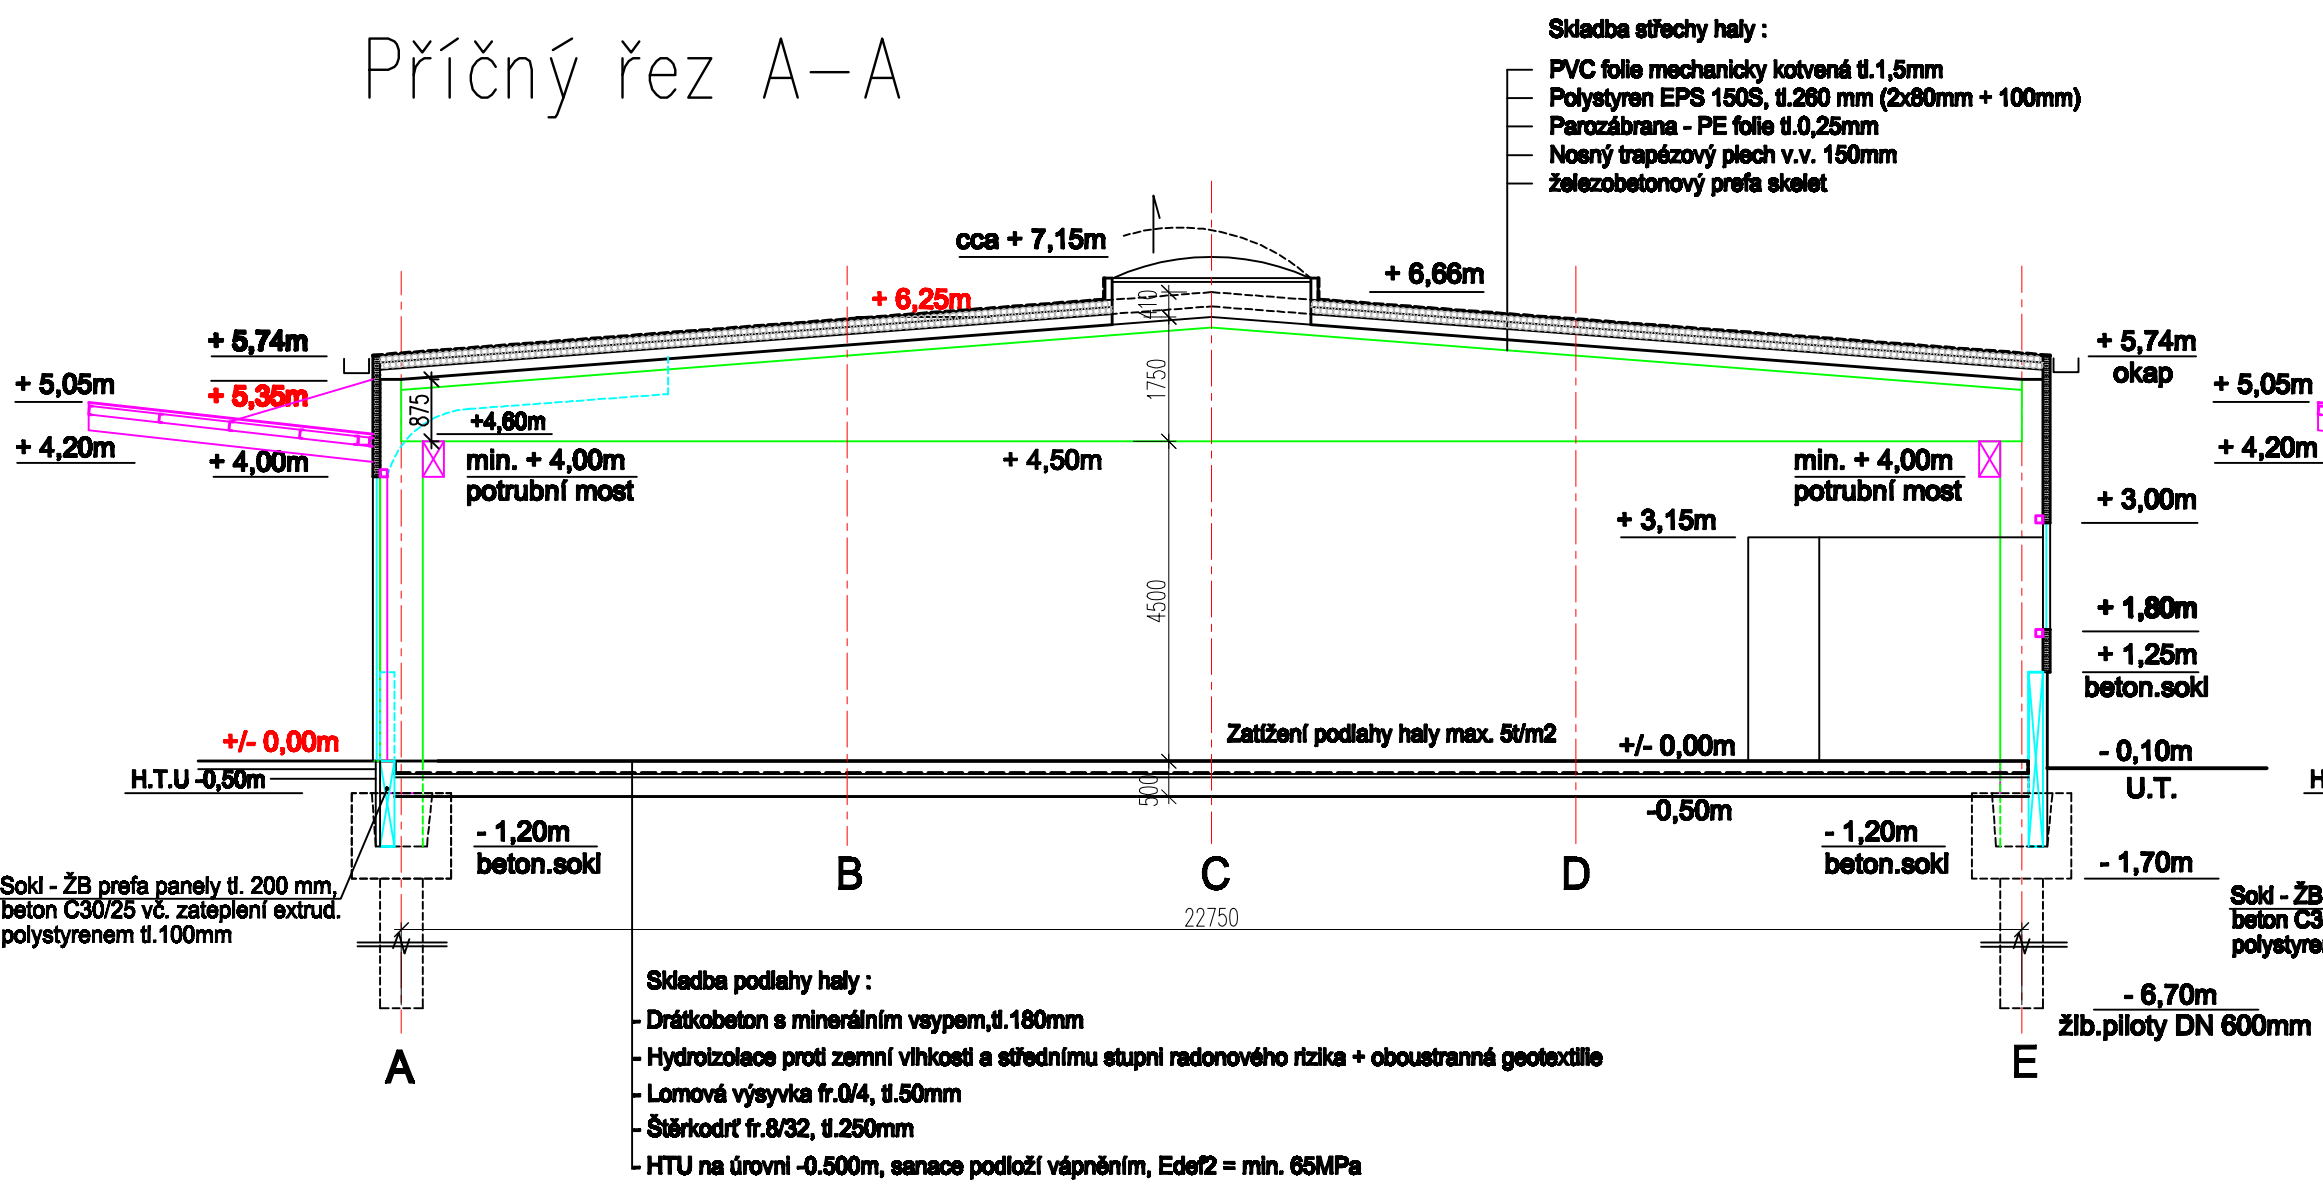 Příčný řez A-A
Skladba střechy haly :
PVC folie mechanicky kotvená tl.1,5mm
Polystyren EPS 150S, tl.260 mm (2x80mm + 100mm)
Parozábrana - PE folie tl.0,25mm
Nosný trapézový plech v.v. 150mm
železobetonový prefa skelet
cca + 7,15m
+ 6,66m
+ 6,25m
410
+ 5,74m
+ 5,74m
okap
+ 5,05m
+ 5,35m
875
1750
+ 5,05m
+4,60m
+ 4,20m
+ 4,00m
min. + 4,00m
potrubní most
+ 4,50m
min. + 4,00m
potrubní most
+ 4,20m
+ 3,00m
+ 3,15m
4500
+ 1,80m
+ 1,25m
beton.sokl
+/- 0,00m
Zatížení podlahy haly max. 5t/m2
+/- 0,00m
- 0,10m
U.T.
H.T.U -0,50m
500
-0,50m
H
- 1,20m
beton.sokl
- 1,20m
beton.sokl
- 1,70m
B
C
D
Sokl - ŽB prefa panely tl. 200 mm,
beton C30/25 vč. zateplení extrud.
polystyrenem tl.100mm
Sokl - ŽB
beton C3
polystyre
22750
- 6,70m
žlb.piloty DN 600mm
A
E
Skladba podlahy haly :
- Drátkobeton s minerálním vsypem,tl.180mm
- Hydroizolace proti zemní vlhkosti a střednímu stupni radonového rizika + oboustranná geotextilie
- Lomová výsyvka fr.0/4, tl.50mm
- Štěrkodrť fr.8/32, tl.250mm
- HTU na úrovni -0.500m, sanace podloží vápněním, Edef2 = min. 65MPa